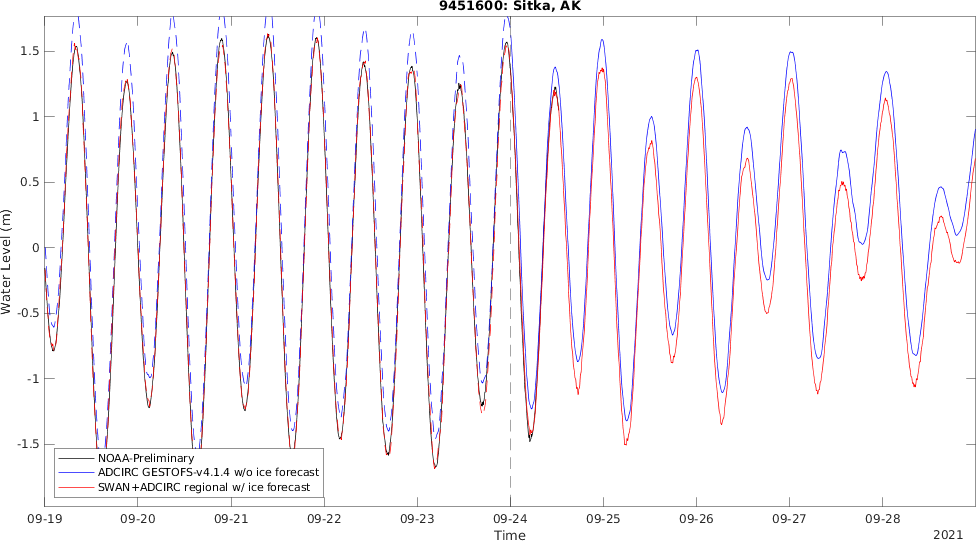 9451600: Sitka, AK
Water Level (m)
1.5
1
0.5
0
-0.5
-1
-1.5
NOAA-Preliminary
ADCIRC GESTOFS-v4.1.4 w/o ice forecast
SWAN+ADCIRC regional w/ ice forecast
09-19 09-20 09-21 09-22 09-23 09-24 09-25 09-26 09-27 09-28
Time
2021